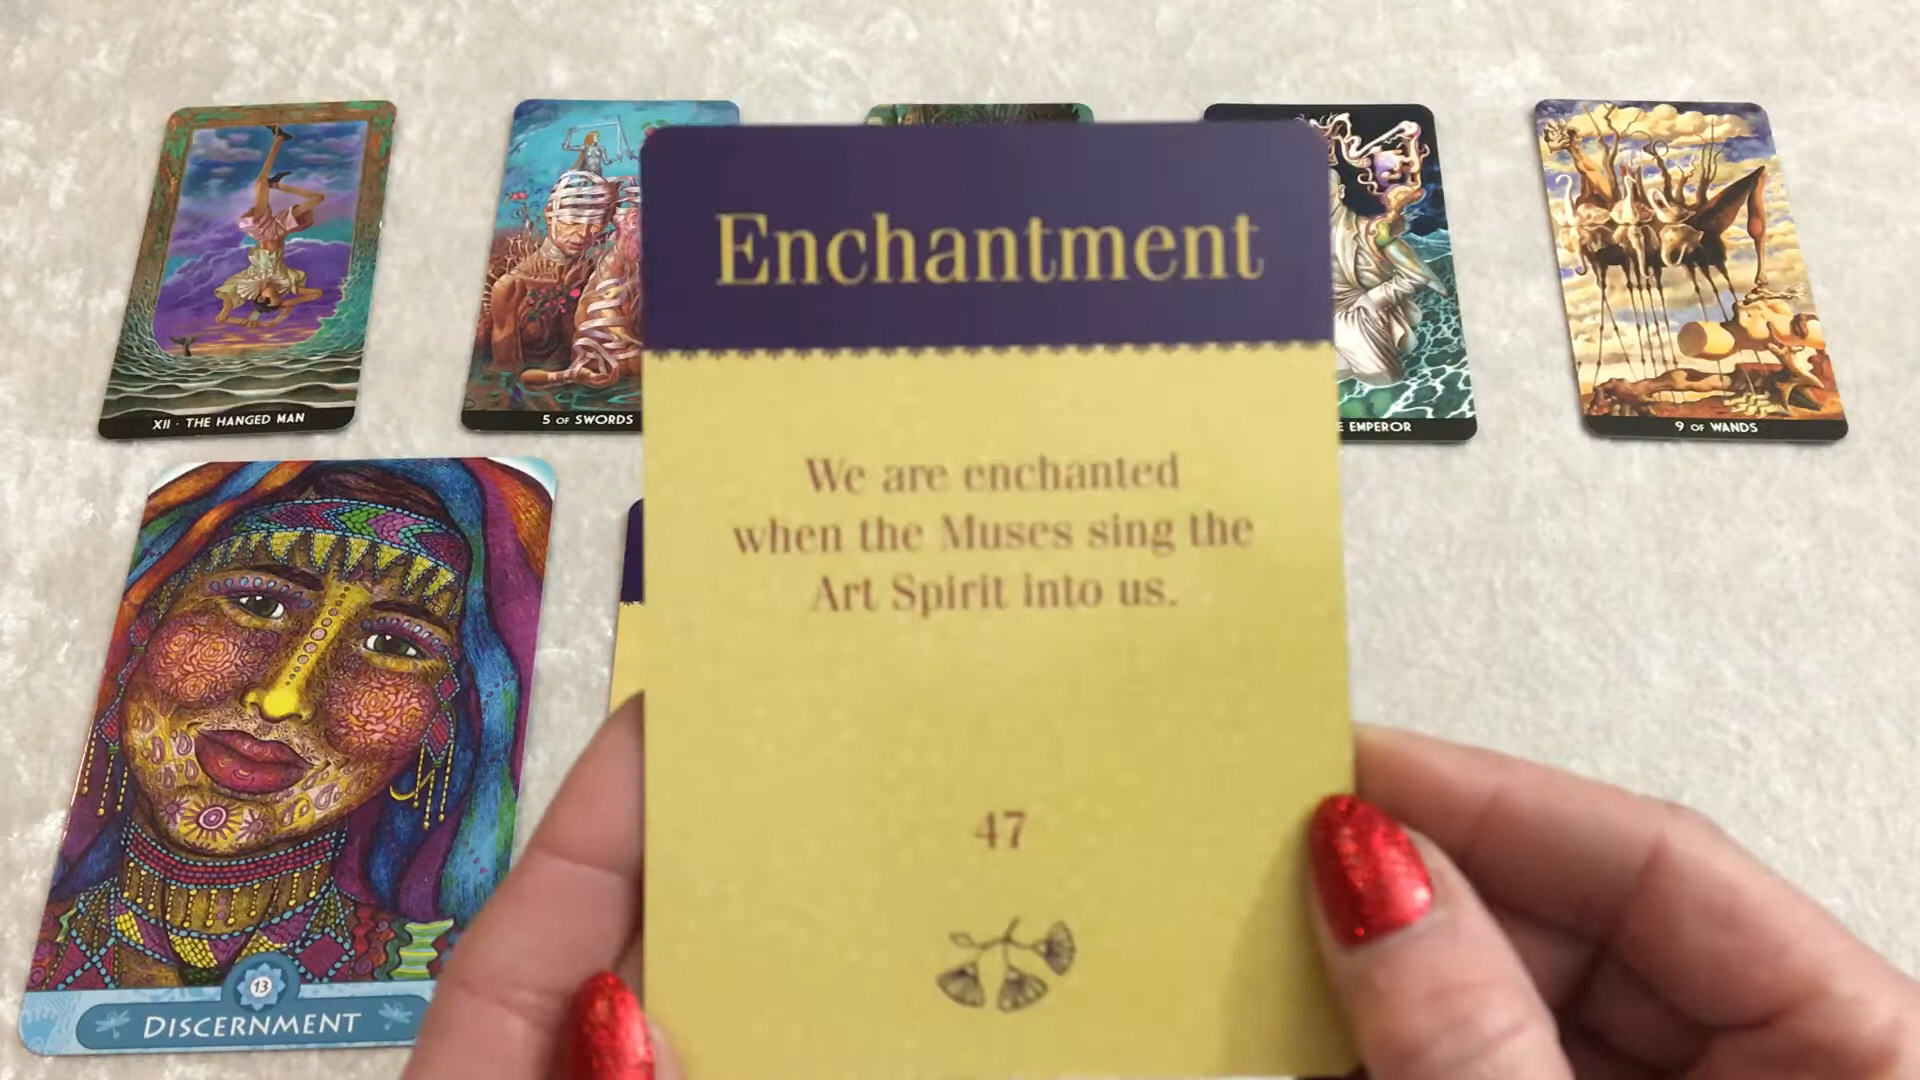 XII · THE HANGED MAN
5 OF SWORDS
EMPEROR
9 OF WANDS
Enchantment
We are enchanted
when the Muses sing the
Art Spirit into us.
47
13
DISCERNMENT